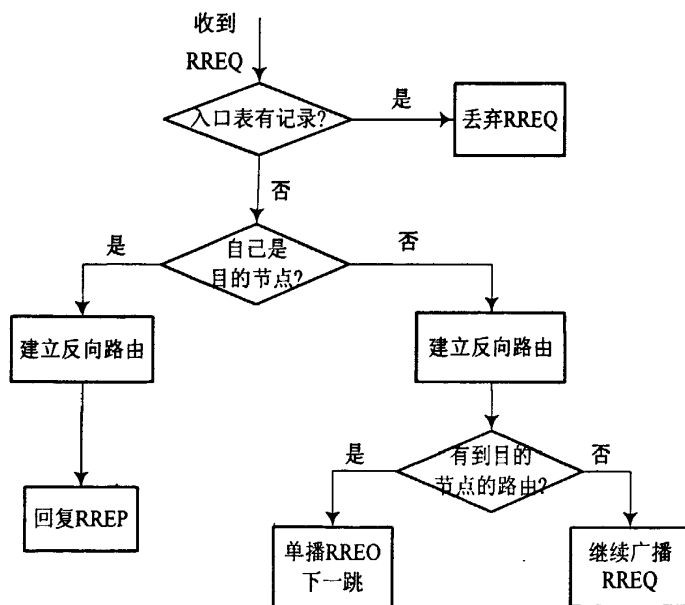 收到
RREQ
入口表有记录?
是
丢弃RREQ
否
自己是
目的节点?
是
否
建立反向路由
建立反向路由
有到目的
节点的路由?
是
否
回复RREP
单播RREO
下一跳
继续广播
RREQ